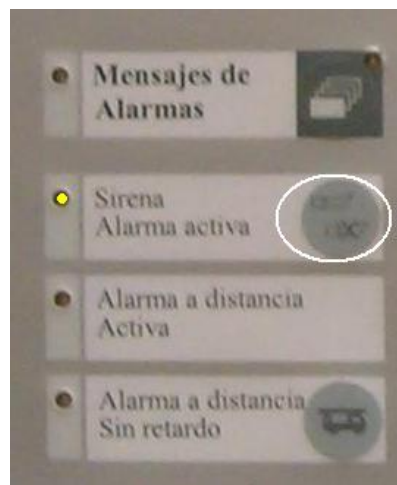 Mensajes de
Alarmas
Sirena
Alarma activa
Alarma a distancia
Activa
Alarma a distancia
Sin retardo